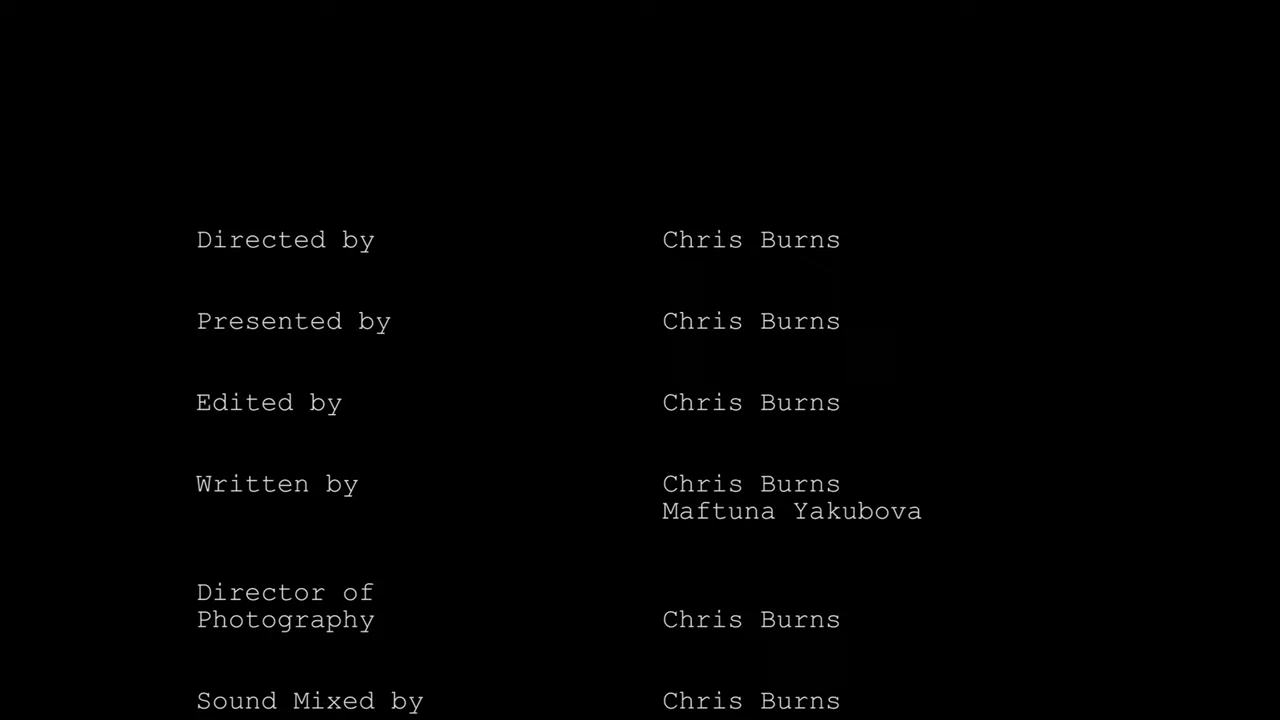 Directed by Chris Burns
Presented by Chris Burns
Edited by Chris Burns
Written by Chris Burns
Maftuna Yakubova
Director of
Photography Chris Burns
Sound Mixed by Chris Burns